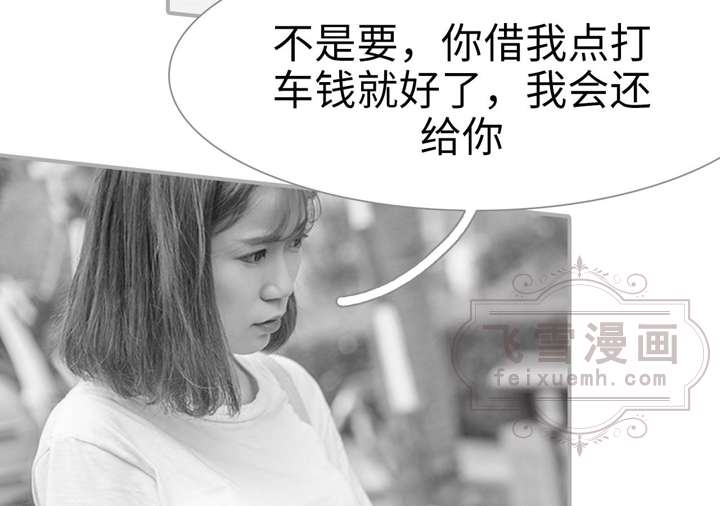 不是要，你借我点打
车钱就好了，我会还
给你
飞雪漫画
feixuemh.com